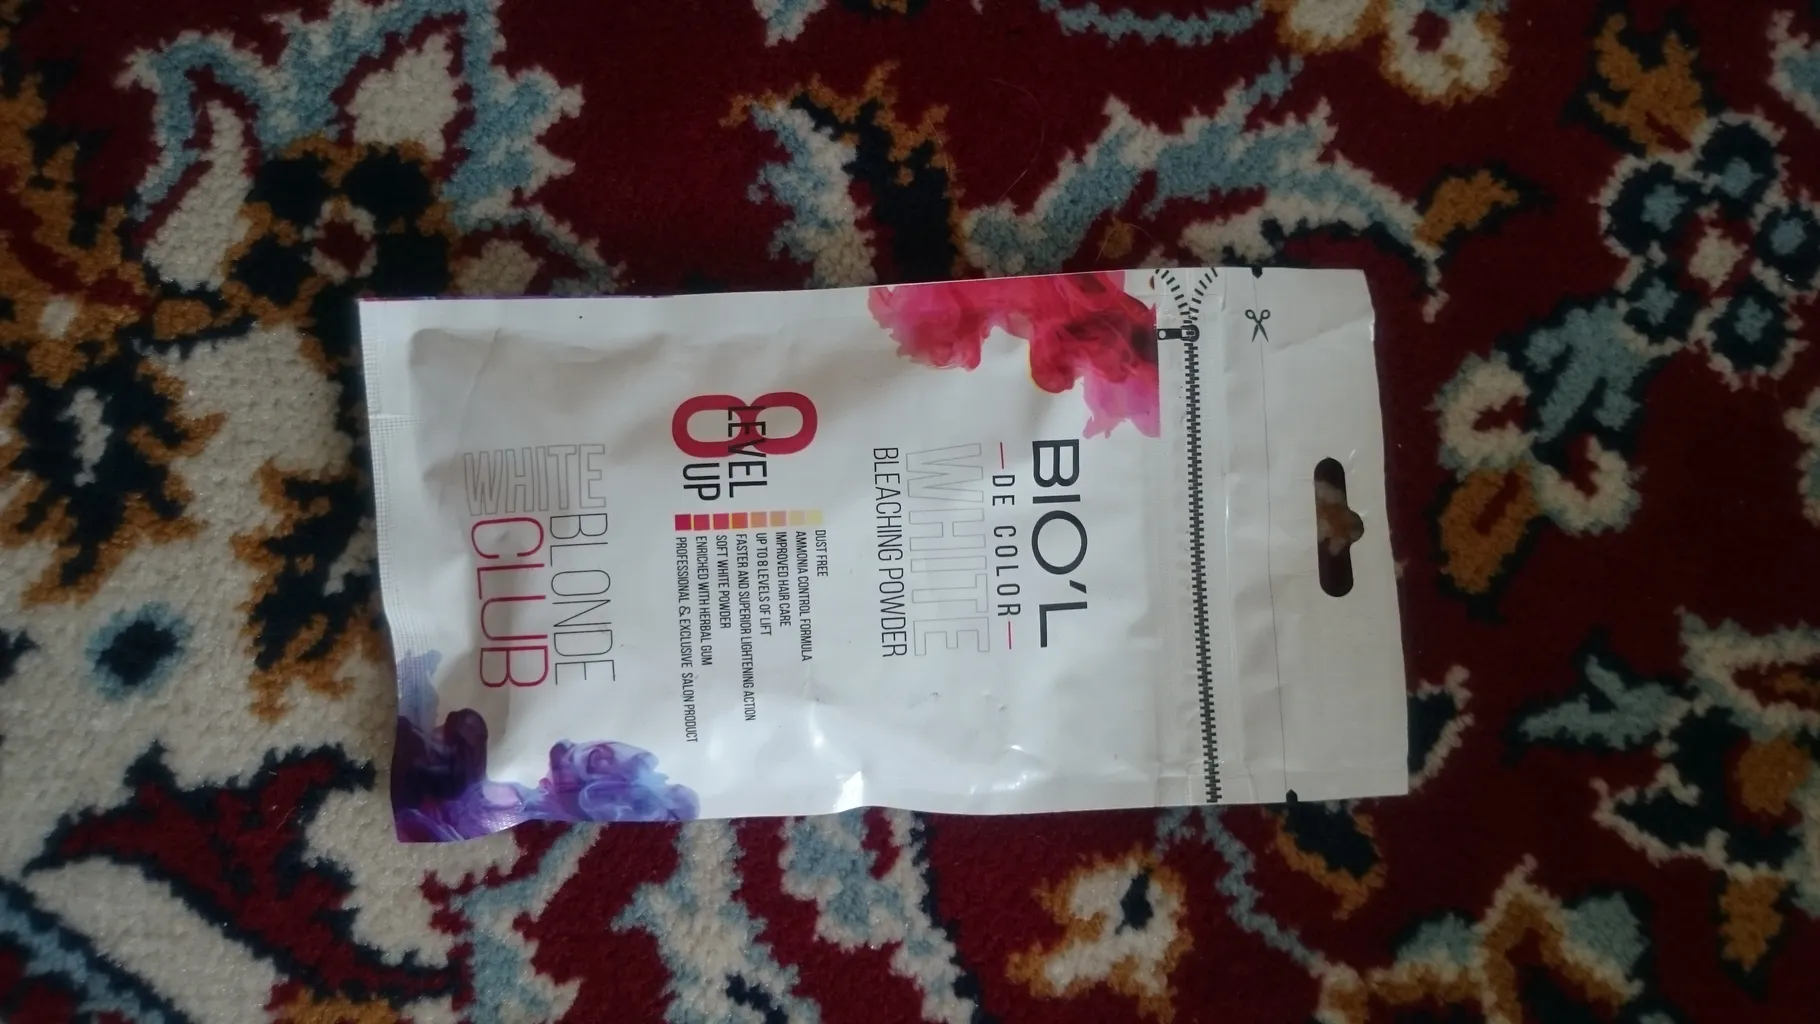 BIO'L
DE COLOR
WHITE
BLEACHING POWDER
8
LEVEL
UP
DUST FREE
AMMONIA CONTROL FORMULA
IMPROVED HAIR CARE
UP TO 8 LEVELS OF LIFT
FASTER AND SUPERIOR LIGHTENING ACTION
SOFT WHITE POWDER
ENRICHED WITH HERBAL GUM
PROFESSIONAL & EXCLUSIVE SALON PRODUCT
WHITE BLONDE
CLUB